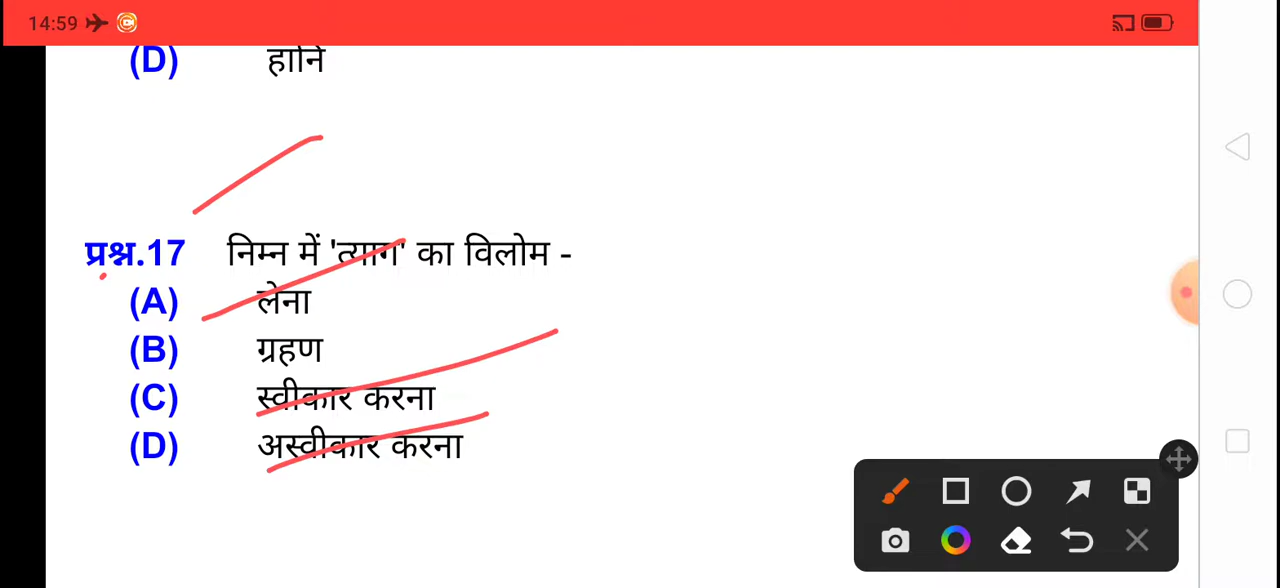 14:59
(D) हानि
प्रश्न.17 निम्न में 'त्याग' का विलोम -
(A) लेना
(B) ग्रहण
(C) स्वीकार करना
(D) अस्वीकार करना